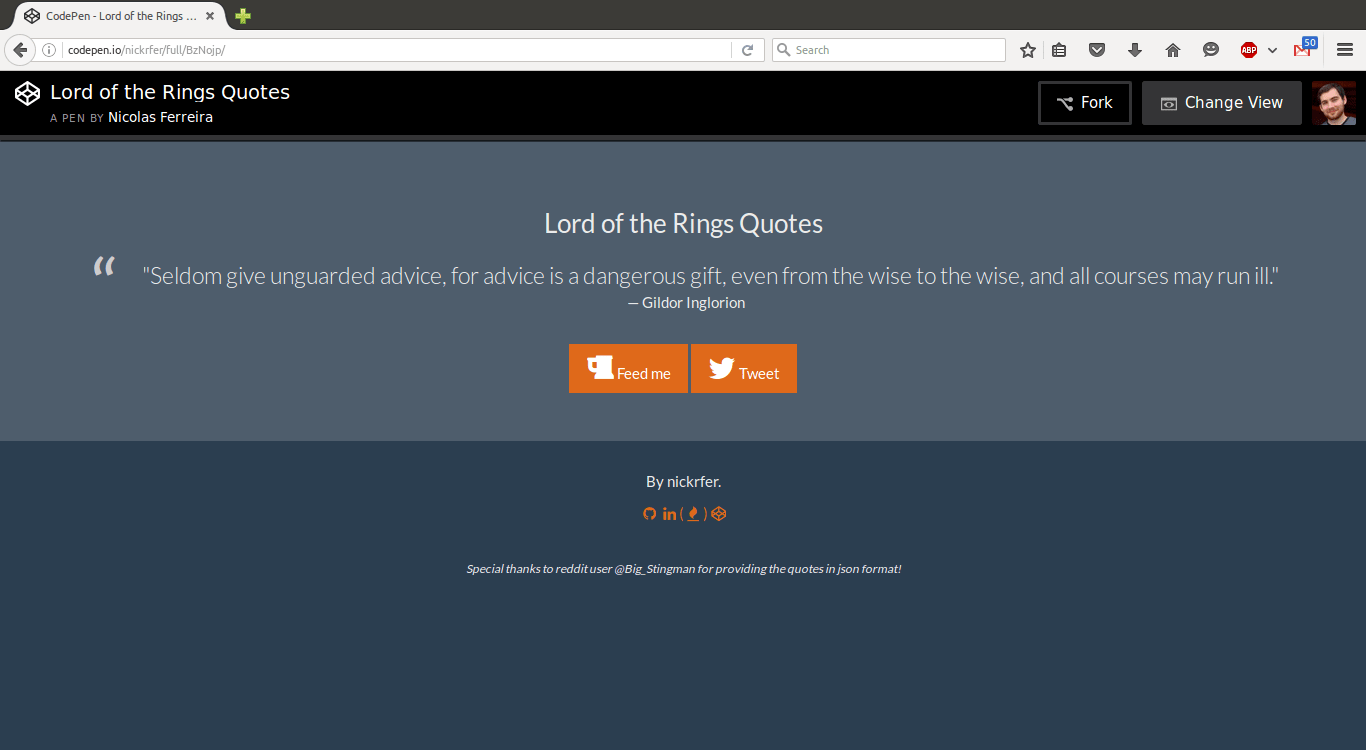 CodePen - Lord of the Rings ...
codepen.io/nickrfer/full/BzNojp/
Search
ABP
50
Lord of the Rings Quotes
A PEN BY Nicolas Ferreira
Fork
Change View
Lord of the Rings Quotes
“
"Seldom give unguarded advice, for advice is a dangerous gift, even from the wise to the wise, and all courses may run ill."
— Gildor Inglorion
Feed me
Tweet
By nickrfer.
Special thanks to reddit user @Big_Stingman for providing the quotes in json format!